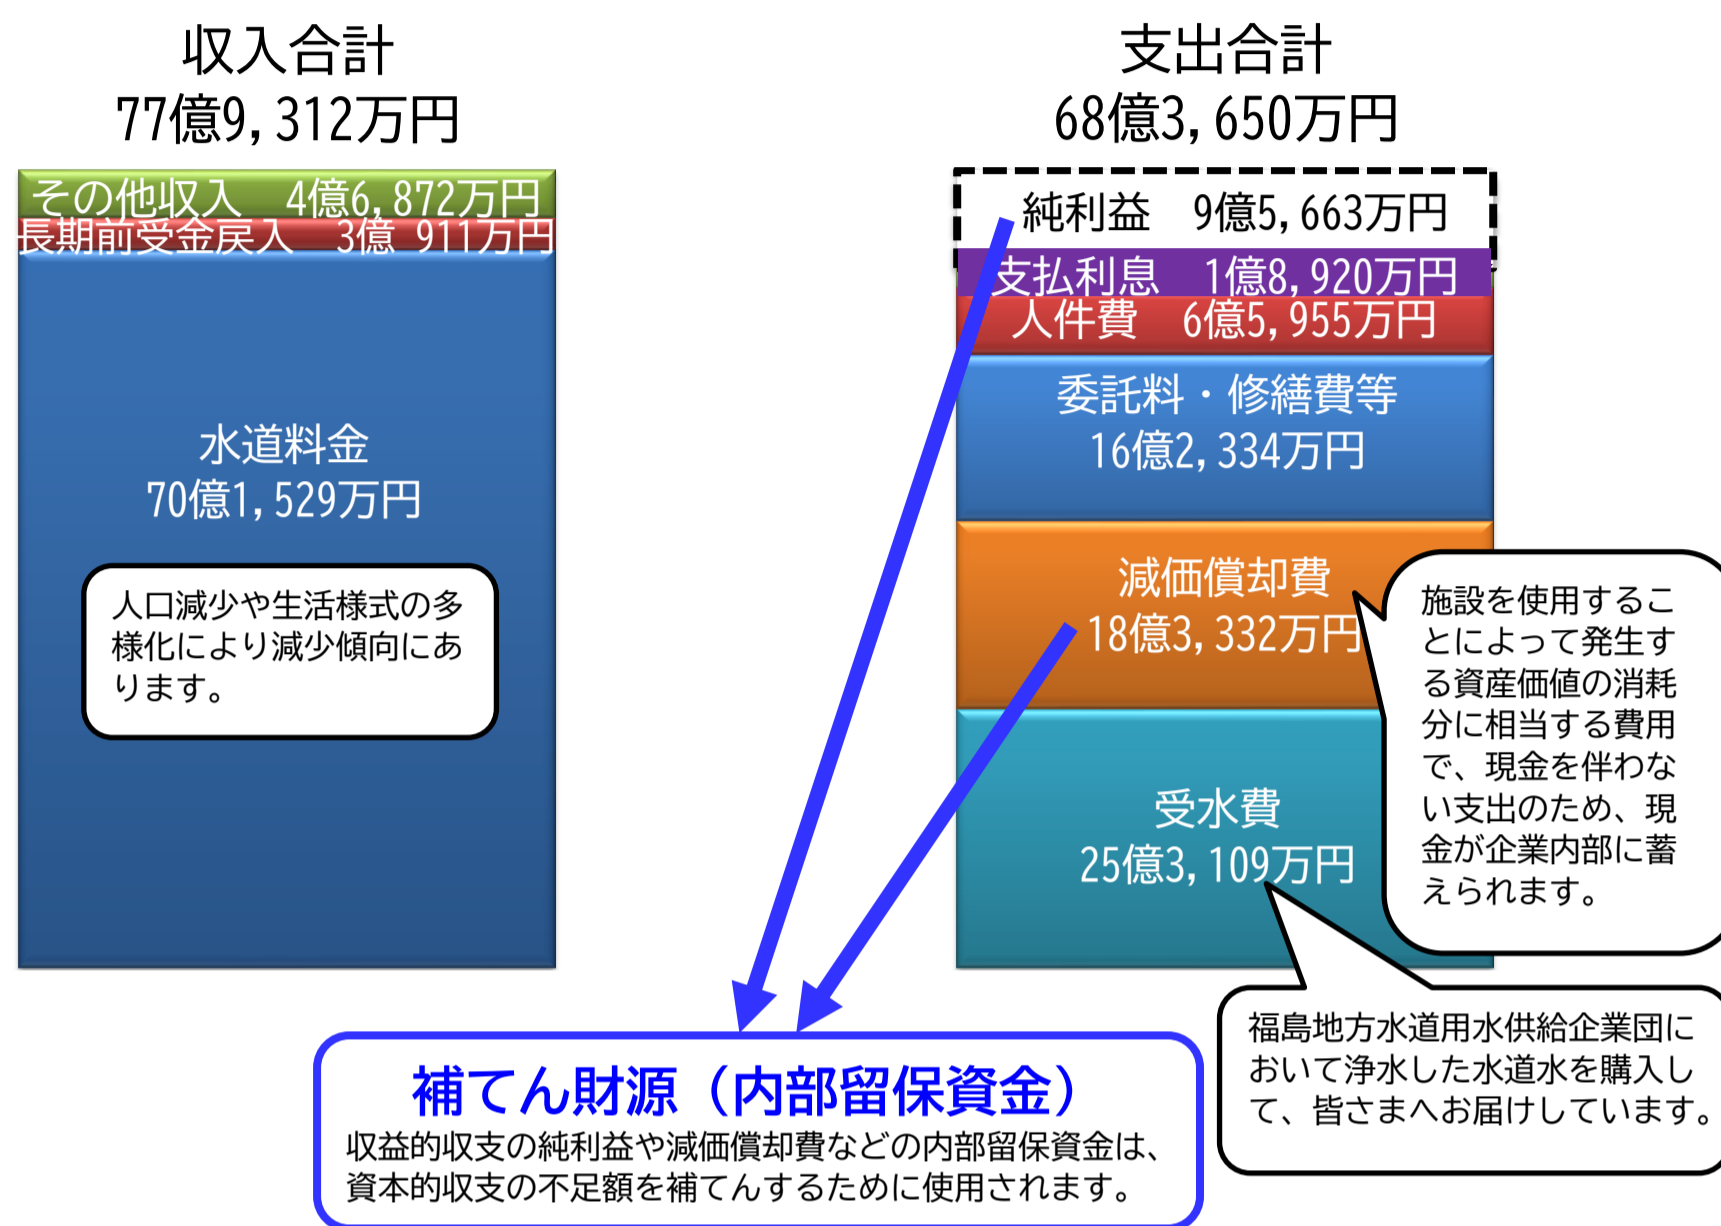 収入合計
77億9,312万円
その他収入　4億6,872万円
長期前受金戻入　3億 911万円
水道料金
70億1,529万円
人口減少や生活様式の多
様化により減少傾向にあ
ります。
支出合計
68億3,650万円
純利益　9億5,663万円
支払利息　1億8,920万円
人件費　6億5,955万円
委託料・修繕費等
16億2,334万円
減価償却費
18億3,332万円
施設を使用するこ
とによって発生す
る資産価値の消耗
分に相当する費用
で、現金を伴わな
い支出のため、現
金が企業内部に蓄
えられます。
受水費
25億3,109万円
福島地方水道用水供給企業団に
おいて浄水した水道水を購入し
て、皆さまへお届けしています。
補てん財源（内部留保資金）
収益的収支の純利益や減価償却費などの内部留保資金は、
資本的収支の不足額を補てんするために使用されます。